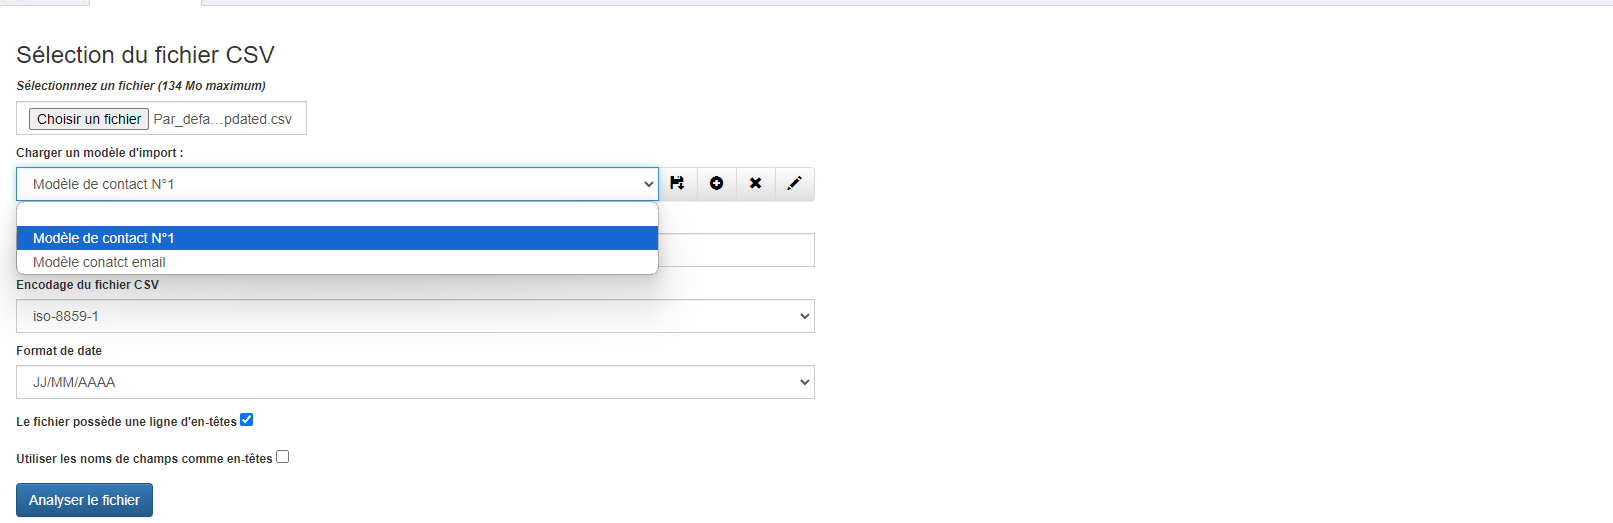 Sélection du fichier CSV
Sélectionnnez un fichier (134 Mo maximum)
Choisir un fichier Par_defa…pdated.csv
Charger un modèle d'import :
Modèle de contact N°1
Modèle de contact N°1
Modèle conatct email
Encodage du fichier CSV
iso-8859-1
Format de date
JJ/MM/AAAA
Le fichier possède une ligne d'en-têtes
Utiliser les noms de champs comme en-têtes
Analyser le fichier